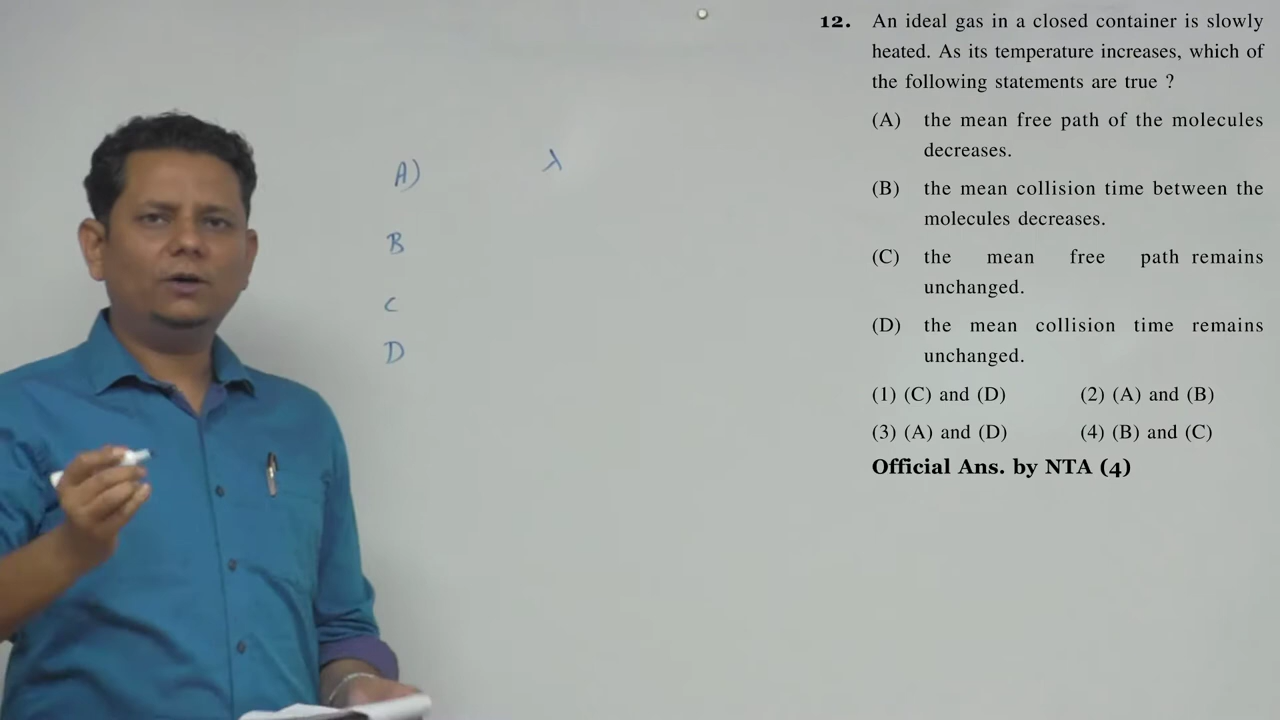 A) λ
B
C
D
12. An ideal gas in a closed container is slowly
heated. As its temperature increases, which of
the following statements are true ?
(A) the mean free path of the molecules
decreases.
(B) the mean collision time between the
molecules decreases.
(C) the mean free path remains
unchanged.
(D) the mean collision time remains
unchanged.
(1) (C) and (D) (2) (A) and (B)
(3) (A) and (D) (4) (B) and (C)
Official Ans. by NTA (4)